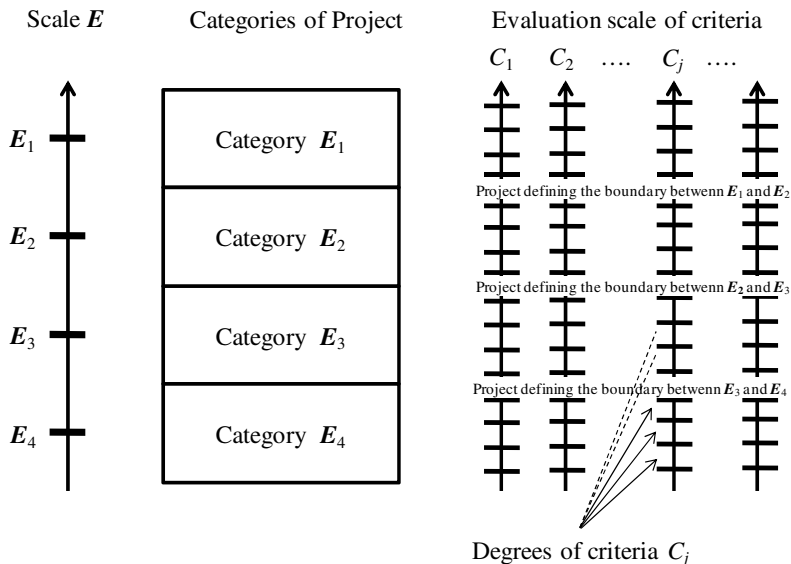 Scale E Categories of Project Evaluation scale of criteria
C1 C2 .... Cj ....
E1 Category E1
Project defining the boundary betwenn E1 and E2
E2 Category E2
Project defining the boundary betwenn E2 and E3
E3 Category E3
Project defining the boundary betwenn E3 and E4
E4 Category E4
Degrees of criteria Cj